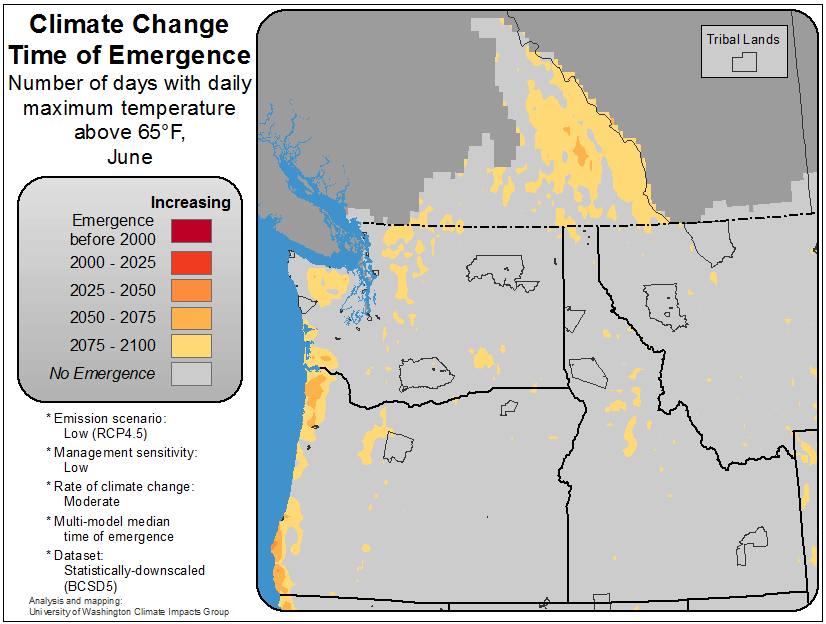 Climate Change
Time of Emergence
Number of days with daily
maximum temperature
above 65°F,
June
Increasing
Emergence
before 2000
2000 - 2025
2025 - 2050
2050 - 2075
2075 - 2100
No Emergence
* Emission scenario:
Low (RCP4.5)
* Management sensitivity:
Low
* Rate of climate change:
Moderate
* Multi-model median
time of emergence
* Dataset:
Statistically-downscaled
(BCSD5)
Analysis and mapping:
University of Washington Climate Impacts Group
Tribal Lands